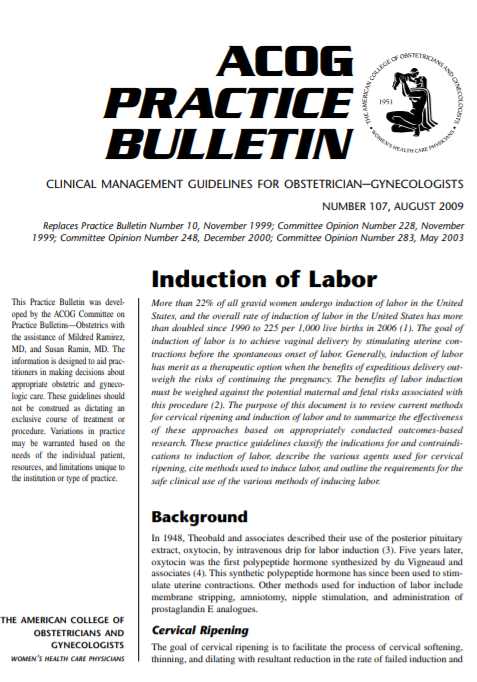 ACOG
PRACTICE
BULLETIN
THE AMERICAN COLLEGE OF OBSTETRICIANS AND GYNECOLOGISTS
1951
WOMEN'S HEALTH CARE PHYSICIANS
CLINICAL MANAGEMENT GUIDELINES FOR OBSTETRICIAN–GYNECOLOGISTS
NUMBER 107, AUGUST 2009
Replaces Practice Bulletin Number 10, November 1999; Committee Opinion Number 228, November
1999; Committee Opinion Number 248, December 2000; Committee Opinion Number 283, May 2003
This Practice Bulletin was devel-
oped by the ACOG Committee on
Practice Bulletins—Obstetrics with
the assistance of Mildred Ramirez,
MD, and Susan Ramin, MD. The
information is designed to aid prac-
titioners in making decisions about
appropriate obstetric and gyneco-
logic care. These guidelines should
not be construed as dictating an
exclusive course of treatment or
procedure. Variations in practice
may be warranted based on the
needs of the individual patient,
resources, and limitations unique to
the institution or type of practice.
THE AMERICAN COLLEGE OF
OBSTETRICIANS AND
GYNECOLOGISTS
WOMEN'S HEALTH CARE PHYSICIANS
Induction of Labor
More than 22% of all gravid women undergo induction of labor in the United
States, and the overall rate of induction of labor in the United States has more
than doubled since 1990 to 225 per 1,000 live births in 2006 (1). The goal of
induction of labor is to achieve vaginal delivery by stimulating uterine con-
tractions before the spontaneous onset of labor. Generally, induction of labor
has merit as a therapeutic option when the benefits of expeditious delivery out-
weigh the risks of continuing the pregnancy. The benefits of labor induction
must be weighed against the potential maternal and fetal risks associated with
this procedure (2). The purpose of this document is to review current methods
for cervical ripening and induction of labor and to summarize the effectiveness
of these approaches based on appropriately conducted outcomes-based
research. These practice guidelines classify the indications for and contraindi-
cations to induction of labor, describe the various agents used for cervical
ripening, cite methods used to induce labor, and outline the requirements for the
safe clinical use of the various methods of inducing labor.
Background
In 1948, Theobald and associates described their use of the posterior pituitary
extract, oxytocin, by intravenous drip for labor induction (3). Five years later,
oxytocin was the first polypeptide hormone synthesized by du Vigneaud and
associates (4). This synthetic polypeptide hormone has since been used to stim-
ulate uterine contractions. Other methods used for induction of labor include
membrane stripping, amniotomy, nipple stimulation, and administration of
prostaglandin E analogues.
Cervical Ripening
The goal of cervical ripening is to facilitate the process of cervical softening,
thinning, and dilating with resultant reduction in the rate of failed induction and